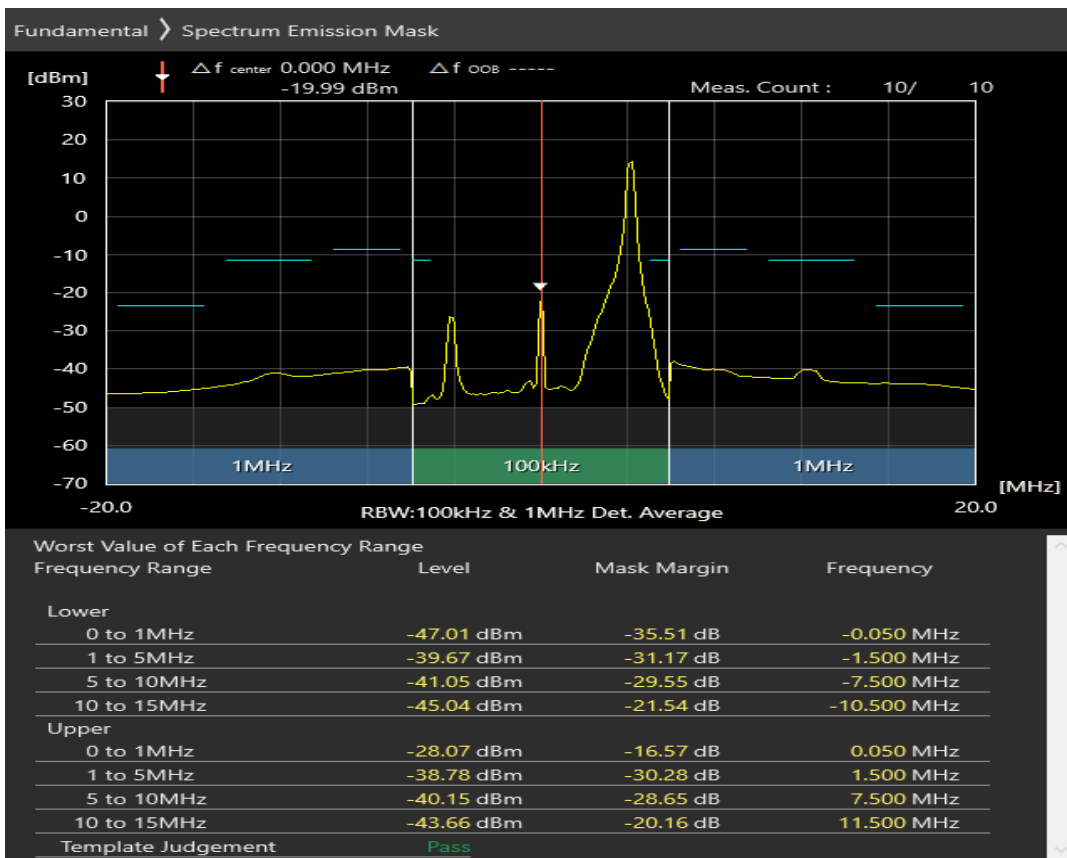 Fundamental ❯ Spectrum Emission Mask
[dBm] △f center 0.000 MHz △f OOB -----
-19.99 dBm Meas. Count : 10/ 10
30
20
10
0
-10
-20
-30
-40
-50
-60
-70
1MHz 100kHz 1MHz
[MHz]
-20.0 RBW:100kHz & 1MHz Det. Average 20.0
Worst Value of Each Frequency Range
Frequency Range Level Mask Margin Frequency
Lower
0 to 1MHz -47.01 dBm -35.51 dB -0.050 MHz
1 to 5MHz -39.67 dBm -31.17 dB -1.500 MHz
5 to 10MHz -41.05 dBm -29.55 dB -7.500 MHz
10 to 15MHz -45.04 dBm -21.54 dB -10.500 MHz
Upper
0 to 1MHz -28.07 dBm -16.57 dB 0.050 MHz
1 to 5MHz -38.78 dBm -30.28 dB 1.500 MHz
5 to 10MHz -40.15 dBm -28.65 dB 7.500 MHz
10 to 15MHz -43.66 dBm -20.16 dB 11.500 MHz
Template Judgement Pass